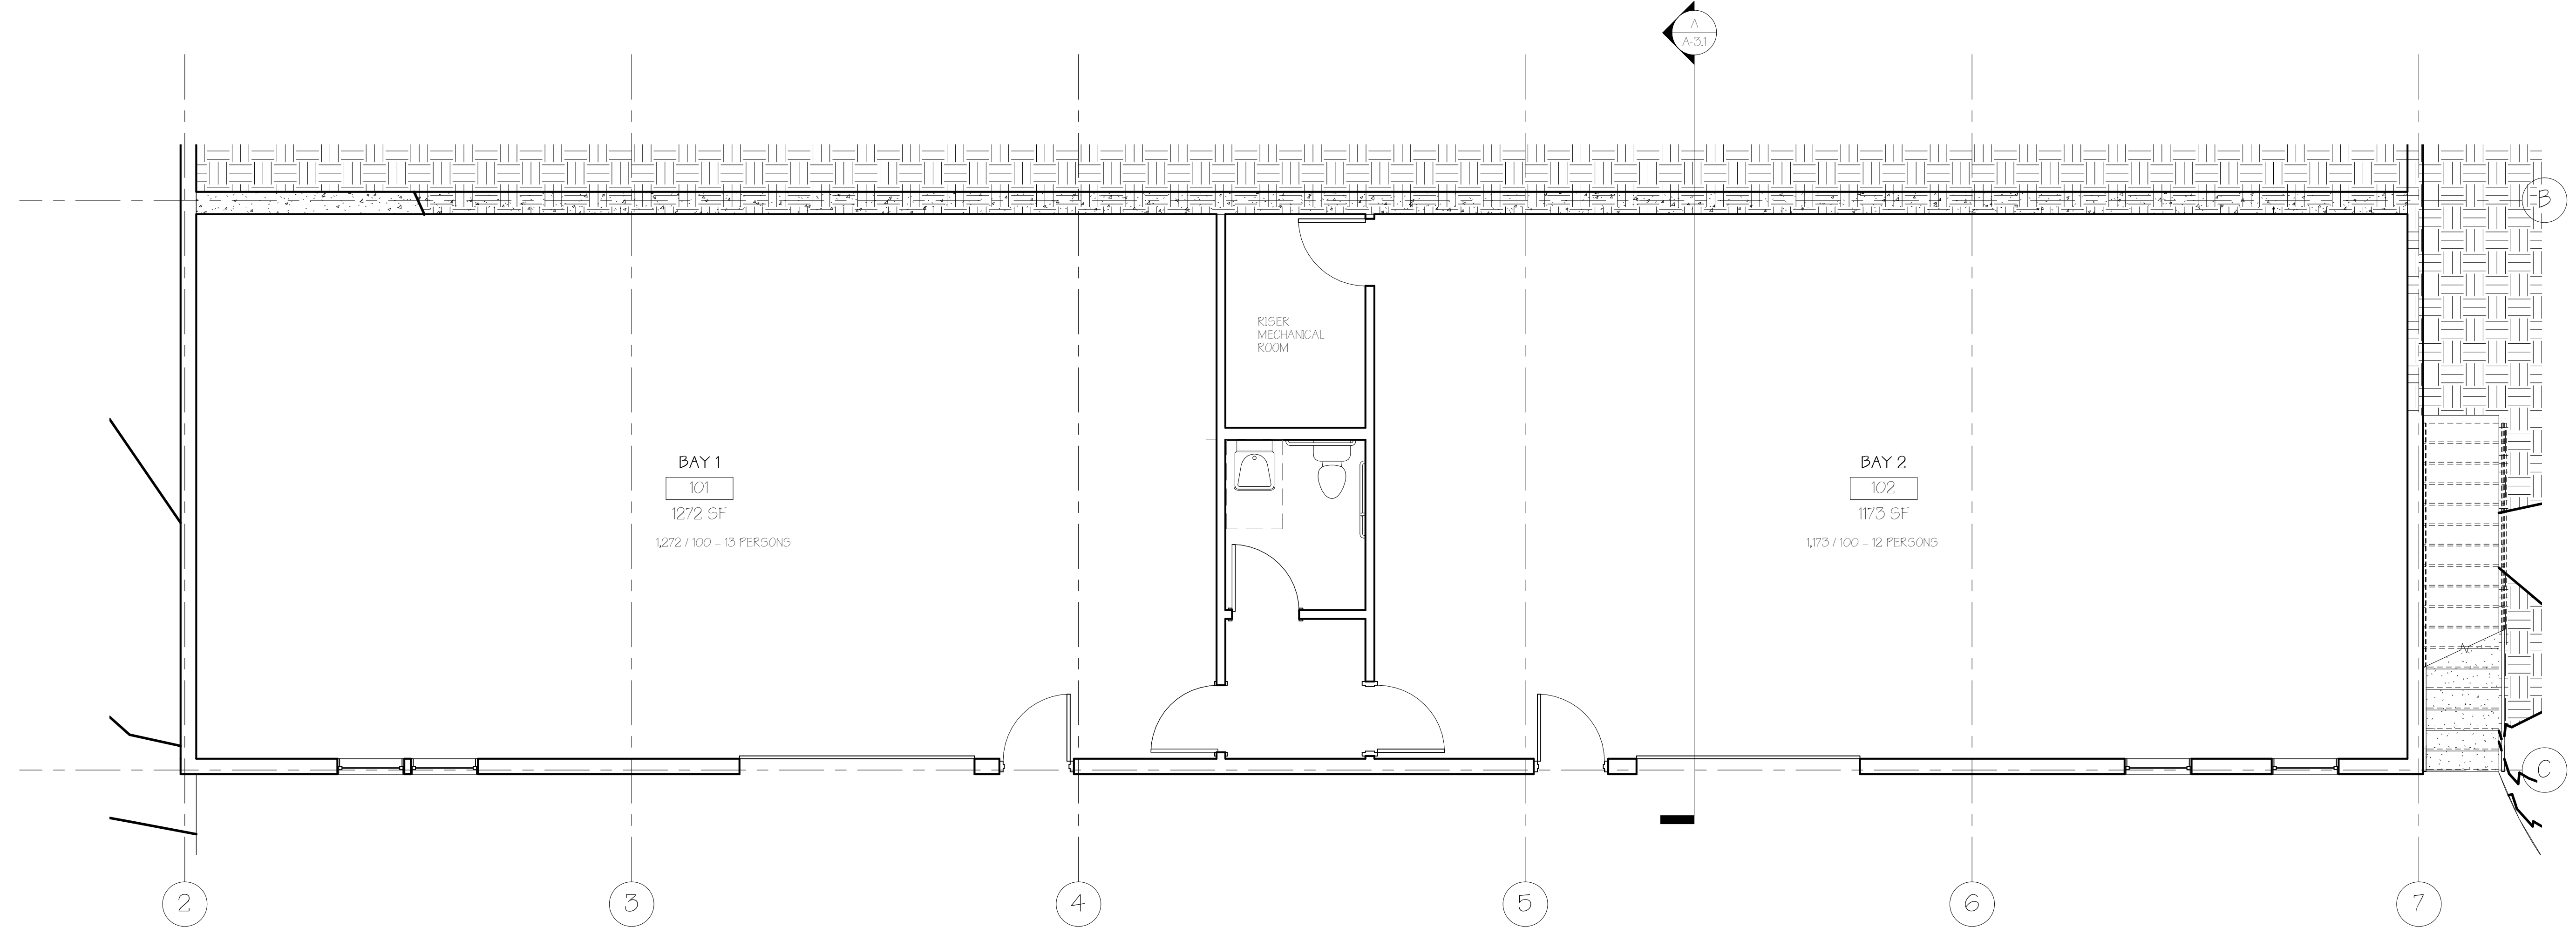 A
A-3.1
B
RISER
MECHANICAL
ROOM
BAY 1
101
1272 SF
1,272 / 100 = 13 PERSONS
BAY 2
102
1173 SF
1,173 / 100 = 12 PERSONS
C
2
3
4
5
6
7